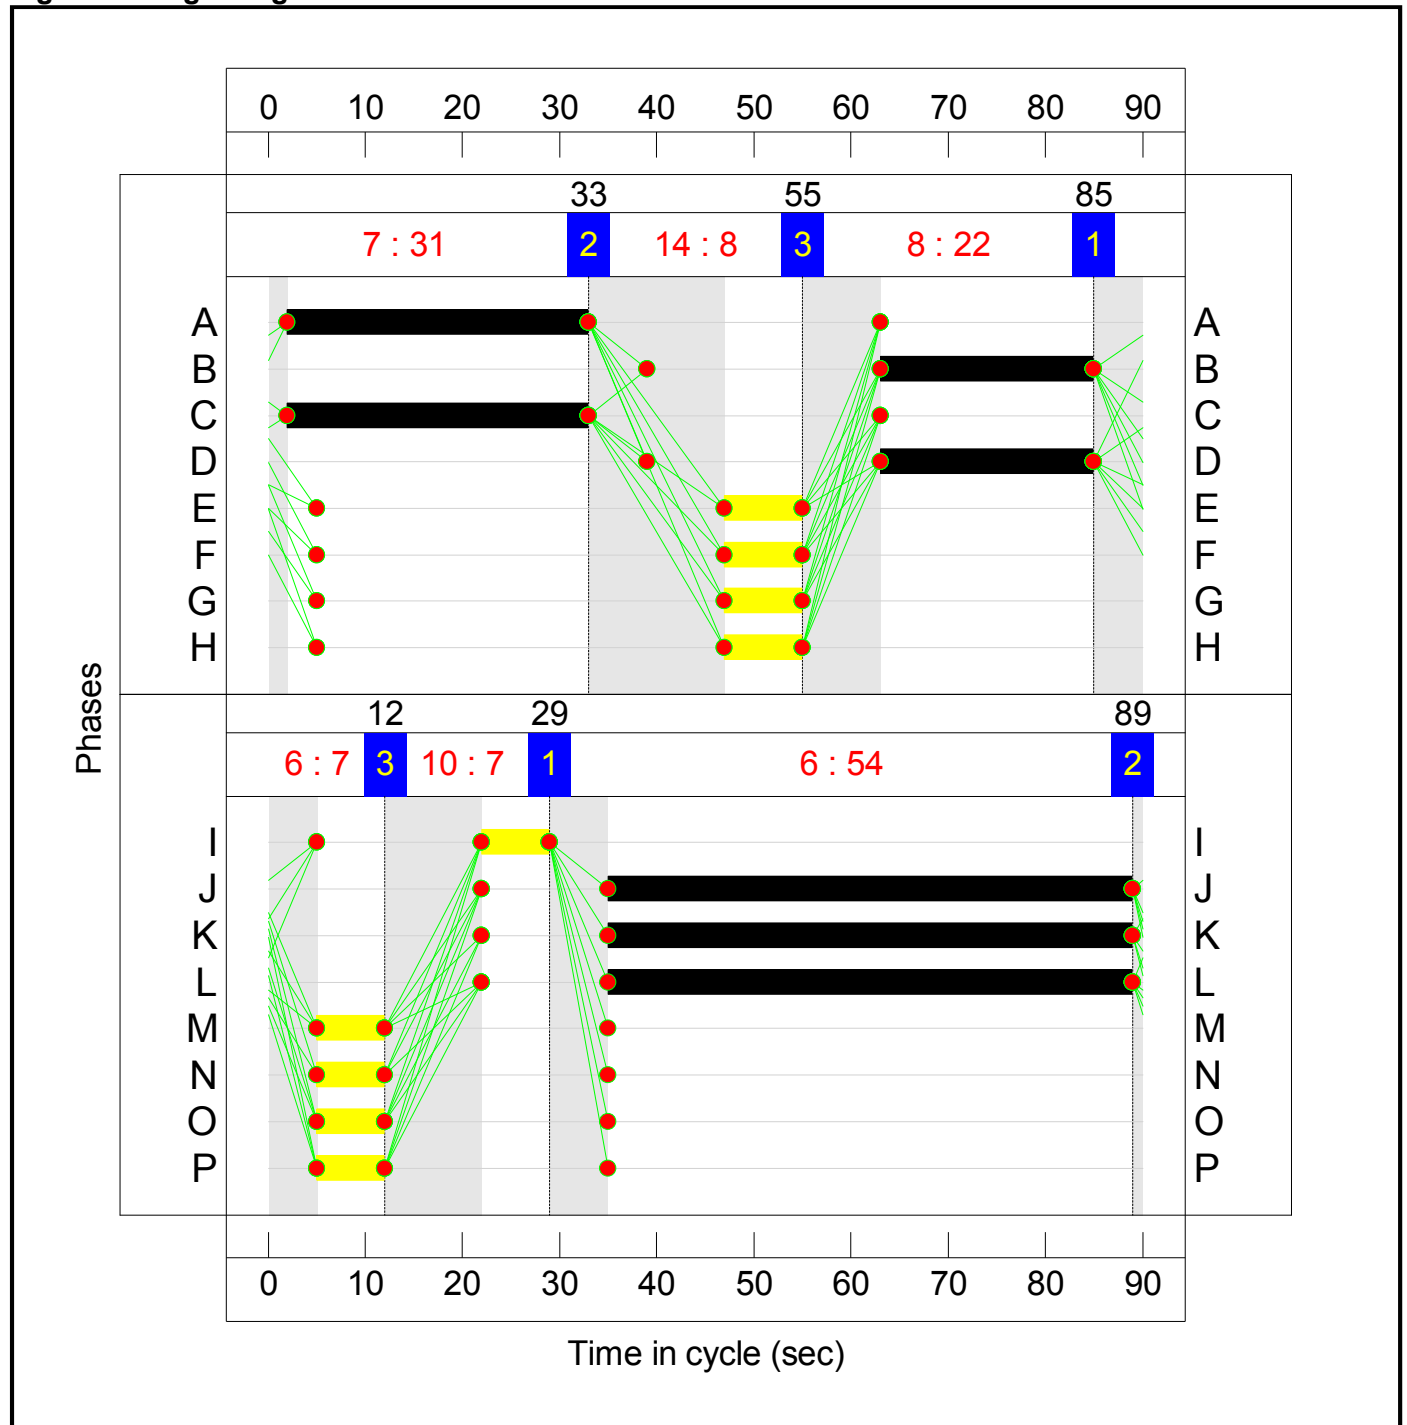 0 10 20 30 40 50 60 70 80 90
33 55 85
7 : 31 2 14 : 8 3 8 : 22 1
A A
B B
C C
D D
E E
F F
G G
H H
Phases
12 29 89
6 : 7 3 10 : 7 1 6 : 54 2
I I
J J
K K
L L
M M
N N
O O
P P
0 10 20 30 40 50 60 70 80 90
Time in cycle (sec)